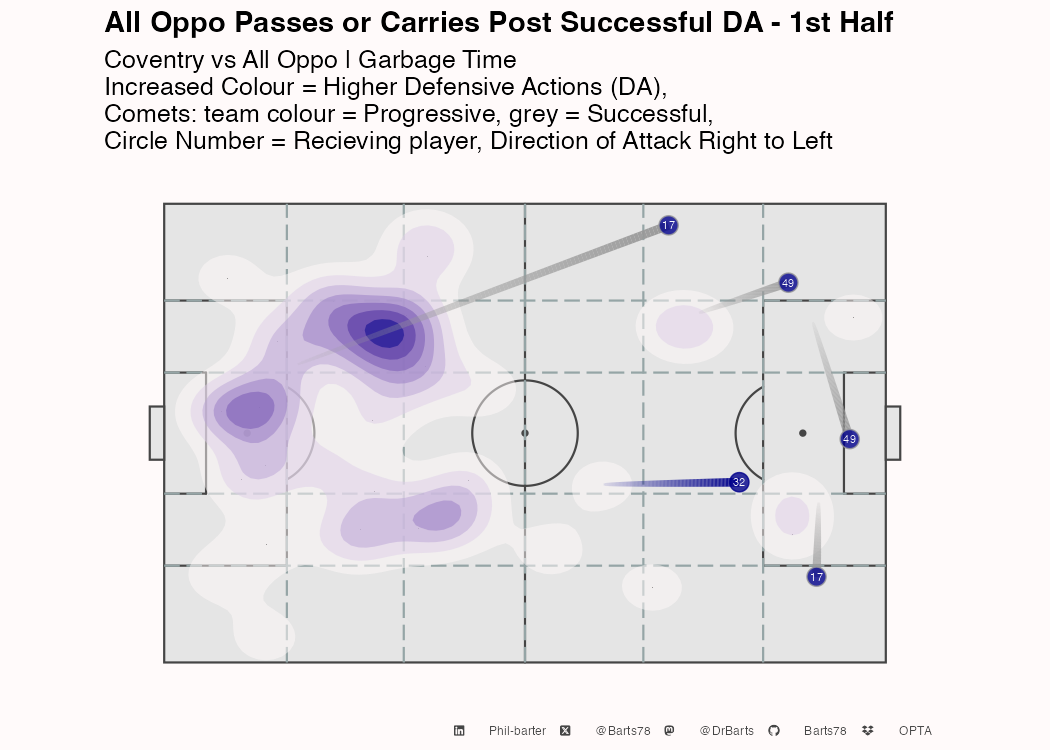 All Oppo Passes or Carries Post Successful DA - 1st Half
Coventry vs All Oppo | Garbage Time
Increased Colour = Higher Defensive Actions (DA),
Comets: team colour = Progressive, grey = Successful,
Circle Number = Recieving player, Direction of Attack Right to Left
17
49
49
32
17
Phil-barter @Barts78 @DrBarts Barts78 OPTA